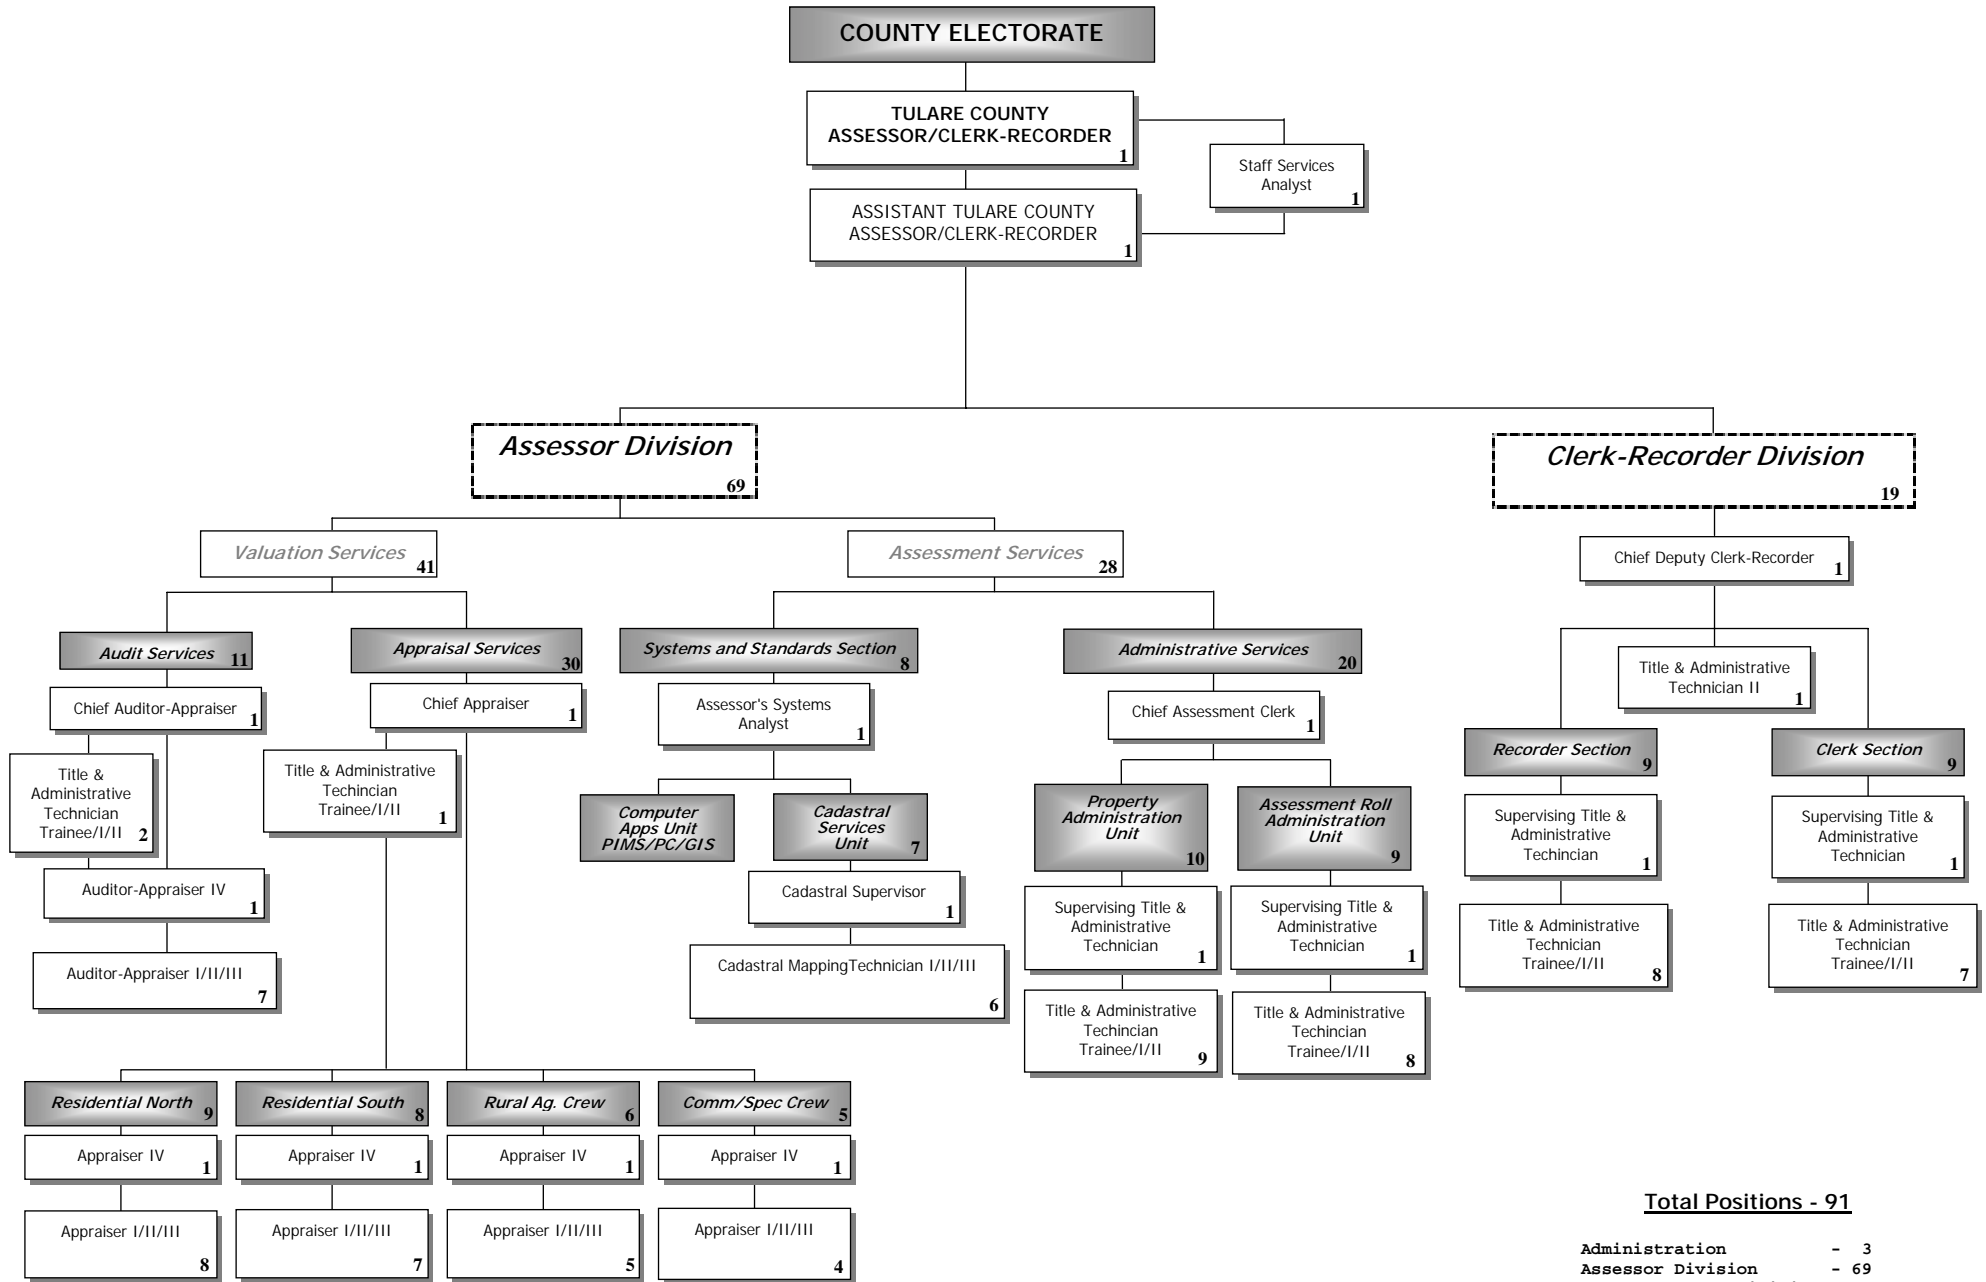 COUNTY ELECTORATE
TULARE COUNTY
ASSESSOR/CLERK-RECORDER
1
Staff Services
Analyst
1
ASSISTANT TULARE COUNTY
ASSESSOR/CLERK-RECORDER
1
Assessor Division
69
Clerk-Recorder Division
19
Valuation Services
41
Assessment Services
28
Chief Deputy Clerk-Recorder
1
Audit Services
11
Appraisal Services
30
Systems and Standards Section
8
Administrative Services
20
Title & Administrative
Technician II
1
Chief Auditor-Appraiser
1
Chief Appraiser
1
Assessor's Systems
Analyst
1
Chief Assessment Clerk
1
Recorder Section
9
Clerk Section
9
Title &
Administrative
Technician
Trainee/I/II
2
Title & Administrative
Techincian
Trainee/I/II
1
Computer
Apps Unit
PIMS/PC/GIS
Cadastral
Services
Unit
7
Property
Administration
Unit
10
Assessment Roll
Administration
Unit
9
Supervising Title &
Administrative
Techincian
1
Supervising Title &
Administrative
Technician
1
Auditor-Appraiser IV
1
Cadastral Supervisor
1
Supervising Title &
Administrative
Technician
1
Supervising Title &
Administrative
Technician
1
Title & Administrative
Technician
Trainee/I/II
8
Title & Administrative
Technician
Trainee/I/II
7
Auditor-Appraiser I/II/III
7
Cadastral MappingTechnician I/II/III
6
Title & Administrative
Techincian
Trainee/I/II
9
Title & Administrative
Techincian
Trainee/I/II
8
Residential North
9
Residential South
8
Rural Ag. Crew
6
Comm/Spec Crew
5
Appraiser IV
1
Appraiser IV
1
Appraiser IV
1
Appraiser IV
1
Appraiser I/II/III
8
Appraiser I/II/III
7
Appraiser I/II/III
5
Appraiser I/II/III
4
Total Positions - 91
Administration - 3
Assessor Division - 69